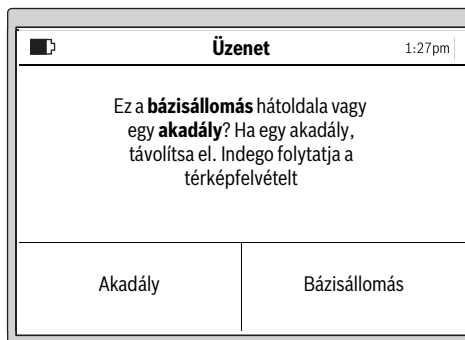 Üzenet 1:27pm
Ez a bázisállomás hátoldala vagy
egy akadály? Ha egy akadály,
távolítsa el. Indego folytatja a
térképfelvételt
Akadály Bázisállomás